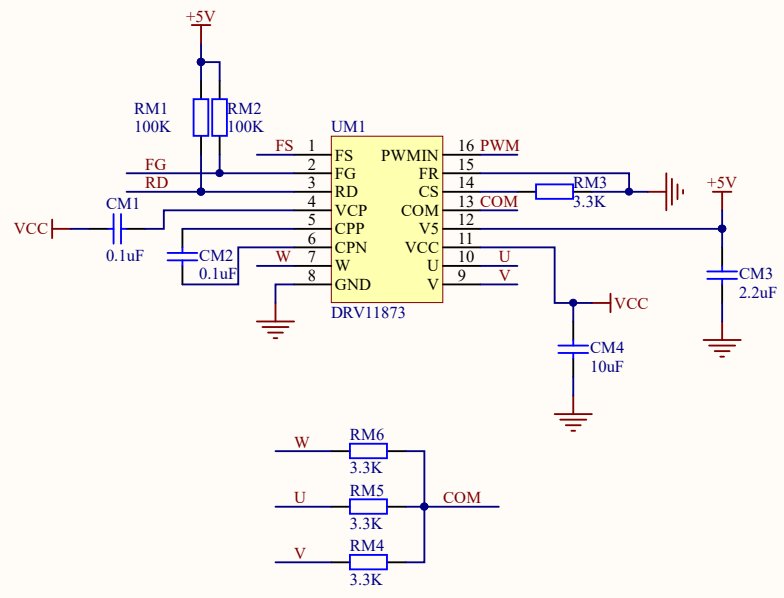 +5V
RM1
100K
RM2
100K
UM1
FS 1 FS PWMIN 16 PWM
FG 2 FG FR 15
RD 3 RD CS 14 RM3
3.3K
4 VCP COM 13 COM
5 CPP V5 12
6 CPN VCC 11
W 7 W U 10 U
8 GND V 9 V
DRV11873
CM1
VCC
0.1uF
CM2
0.1uF
+5V
CM3
2.2uF
VCC
CM4
10uF
W RM6
3.3K
U RM5 COM
3.3K
V RM4
3.3K